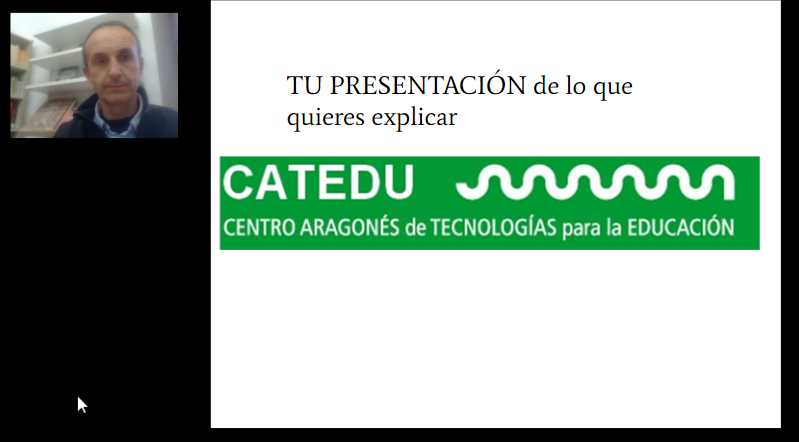 TU PRESENTACIÓN de lo que
quieres explicar
CATEDU
CENTRO ARAGONÉS de TECNOLOGÍAS para la EDUCACIÓN